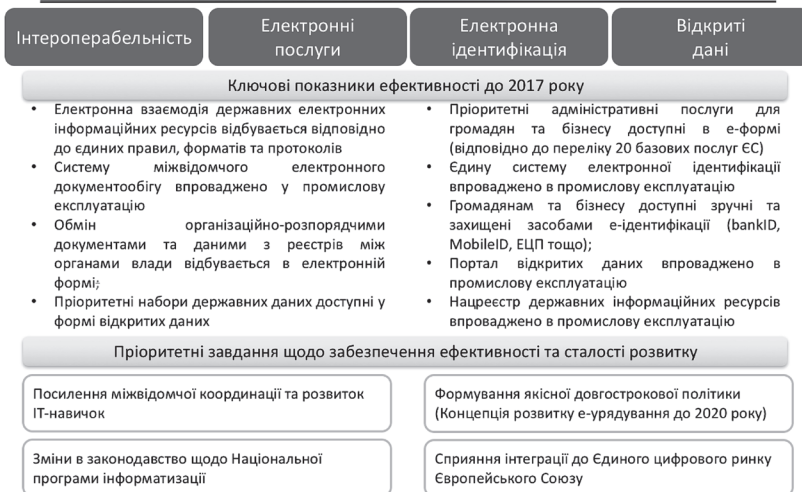 Інтероперабельність
Електронні
послуги
Електронна
ідентифікація
Відкриті
дані
Ключові показники ефективності до 2017 року
• Електронна взаємодія державних електронних
інформаційних ресурсів відбувається відповідно
до єдиних правил, форматів та протоколів
• Систему міжвідомчого електронного
документообігу впроваджено у промислову
експлуатацію
• Обмін організаційно-розпорядчими
документами та даними з реєстрів між
органами влади відбувається в електронній
формі;
• Пріоритетні набори державних даних доступні у
формі відкритих даних
• Пріоритетні адміністративні послуги для
громадян та бізнесу доступні в е-формі
(відповідно до переліку 20 базових послуг ЄС)
• Єдину систему електронної ідентифікації
впроваджено в промислову експлуатацію
• Громадянам та бізнесу доступні зручні та
захищені засобами е-ідентифікації (bankID,
MobileID, ЕЦП тощо);
• Портал відкритих даних впроваджено в
промислову експлуатацію
• Нацреєстр державних інформаційних ресурсів
впроваджено в промислову експлуатацію
Пріоритетні завдання щодо забезпечення ефективності та сталості розвитку
Посилення міжвідомчої координації та розвиток
ІТ-навичок
Формування якісної довгострокової політики
(Концепція розвитку е-урядування до 2020 року)
Зміни в законодавство щодо Національної
програми інформатизації
Сприяння інтеграції до Єдиного цифрового ринку
Європейського Союзу